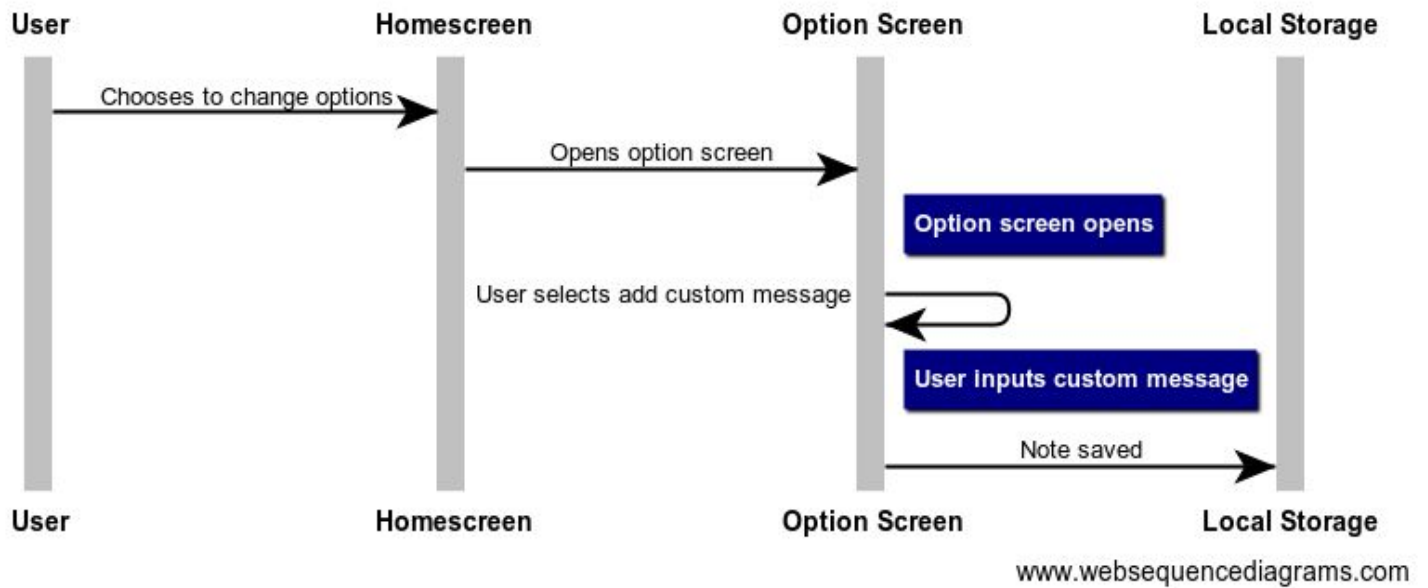 User Homescreen Option Screen Local Storage
Chooses to change options
Opens option screen
Option screen opens
User selects add custom message
User inputs custom message
Note saved
User Homescreen Option Screen Local Storage
www.websequencediagrams.com